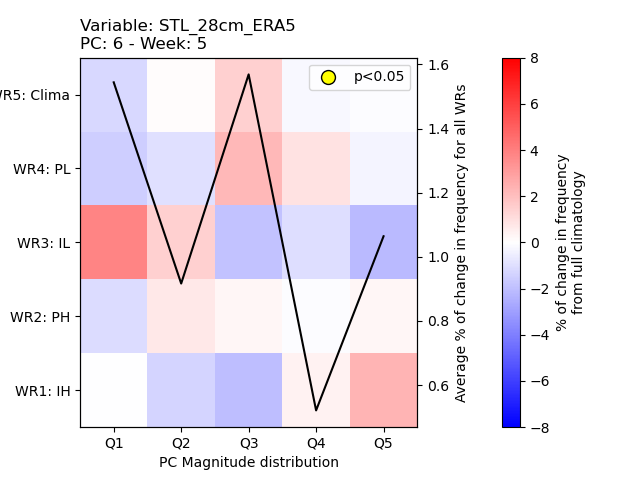 Variable: STL_28cm_ERA5
PC: 6 - Week: 5
p<0.05
WR5: Clima
WR4: PL
WR3: IL
WR2: PH
WR1: IH
Q1 Q2 Q3 Q4 Q5
PC Magnitude distribution
1.6
1.4
1.2
1.0
0.8
0.6
Average % of change in frequency for all WRs
8
6
4
2
0
−2
−4
−6
−8
% of change in frequency
from full climatology